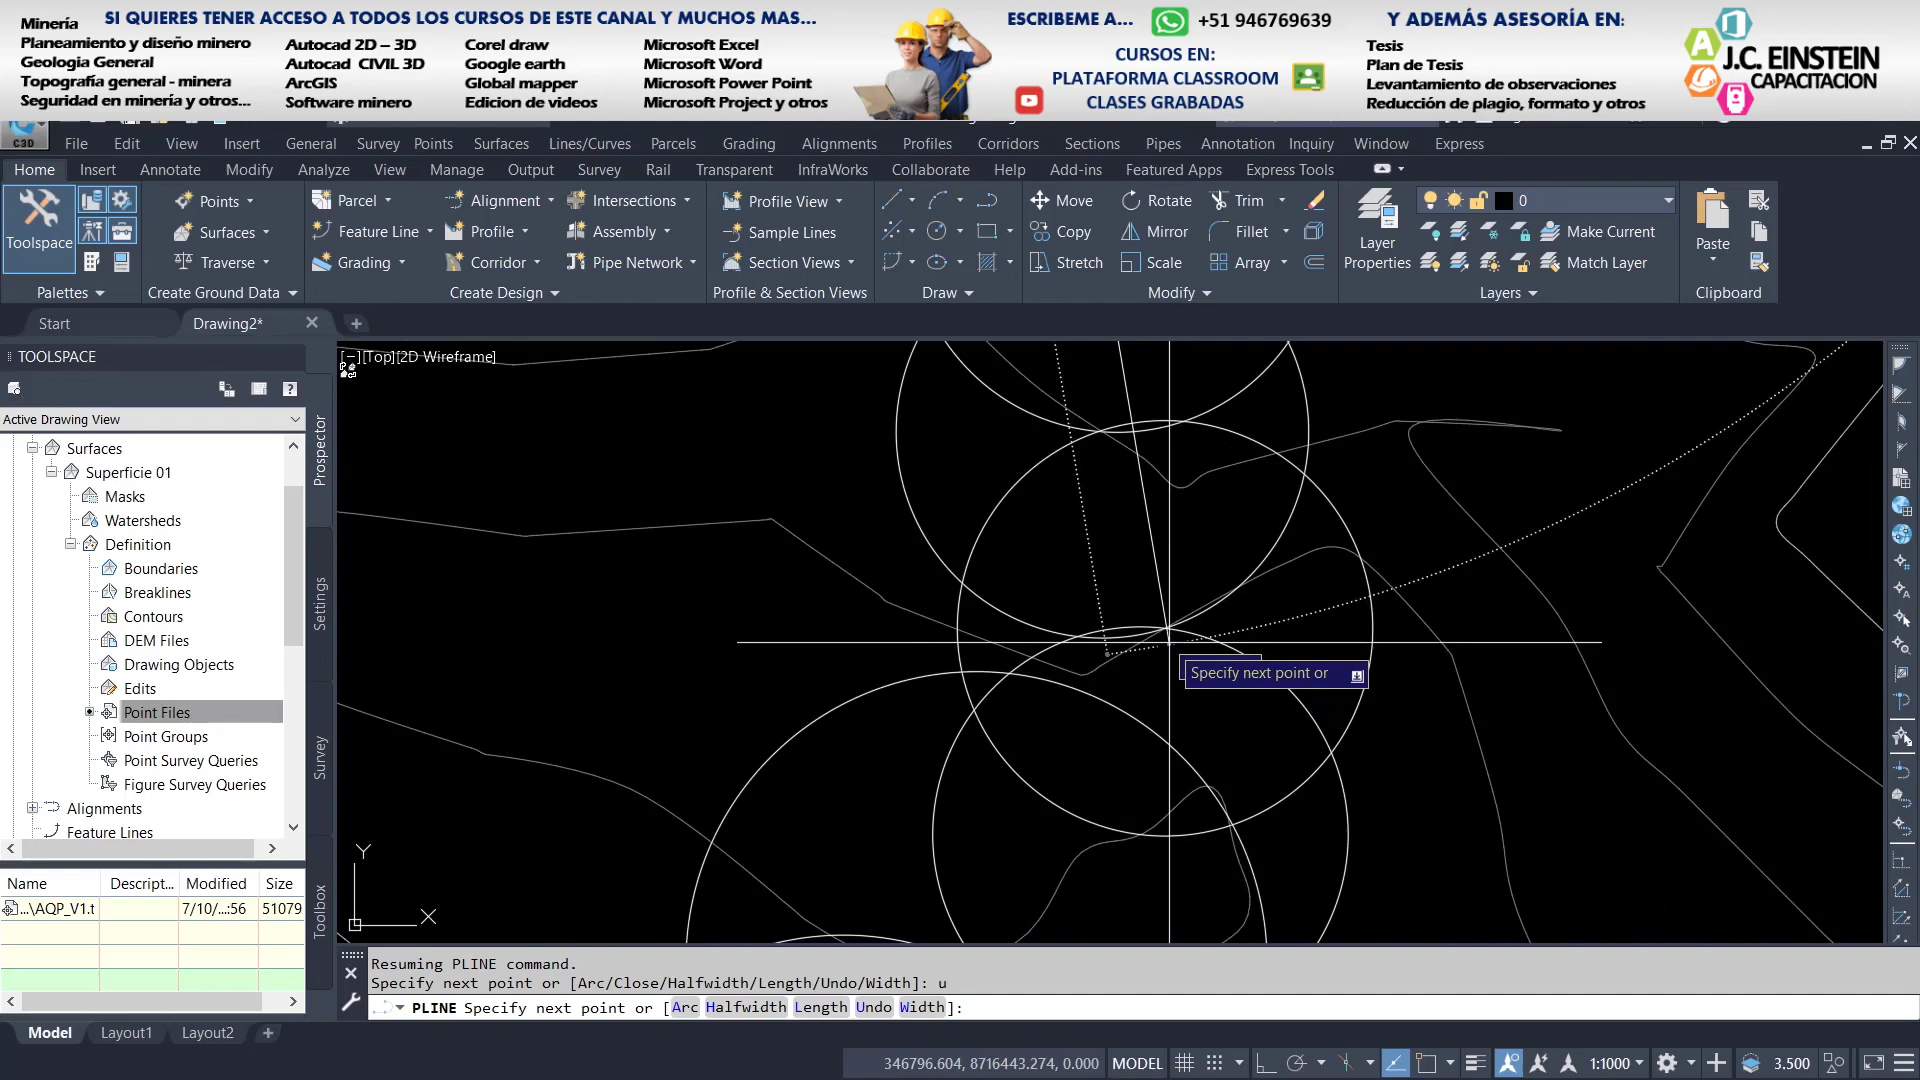 SI QUIERES TENER ACCESO A TODOS LOS CURSOS DE ESTE CANAL Y MUCHOS MAS...
Minería
Planeamiento y diseño minero
Geologia General
Topografía general - minera
Seguridad en minería y otros...
Autocad 2D – 3D
Autocad CIVIL 3D
ArcGIS
Software minero
Corel draw
Google earth
Global mapper
Edicion de videos
Microsoft Excel
Microsoft Word
Microsoft Power Point
Microsoft Project y otros
ESCRIBEME A... +51 946769639
CURSOS EN:
PLATAFORMA CLASSROOM
CLASES GRABADAS
Y ADEMÁS ASESORÍA EN:
Tesis
Plan de Tesis
Levantamiento de observaciones
Reducción de plagio, formato y otros
J.C. EINSTEIN
CAPACITACION
C3D
File Edit View Insert General Survey Points Surfaces Lines/Curves Parcels Grading Alignments Profiles Corridors Sections Pipes Annotation Inquiry Window Express
Home Insert Annotate Modify Analyze View Manage Output Survey Rail Transparent InfraWorks Collaborate Help Add-ins Featured Apps Express Tools
Toolspace
Palettes
Points
Surfaces
Traverse
Create Ground Data
Parcel Alignment Intersections
Feature Line Profile Assembly
Grading Corridor Pipe Network
Create Design
Profile View
Sample Lines
Section Views
Profile & Section Views
Draw
Move Rotate Trim
Copy Mirror Fillet
Stretch Scale Array
Modify
Layer
Properties
0
Make Current
Match Layer
Layers
Paste
Clipboard
Start Drawing2*
TOOLSPACE
Active Drawing View
Surfaces
Superficie 01
Masks
Watersheds
Definition
Boundaries
Breaklines
Contours
DEM Files
Drawing Objects
Edits
Point Files
Point Groups
Point Survey Queries
Figure Survey Queries
Alignments
Feature Lines
Prospector
Settings
Survey
Toolbox
Name Descript... Modified Size
...\AQP_V1.t 7/10/...:56 51079
[−][Top][2D Wireframe]
Specify next point or
Y
X
Resuming PLINE command.
Specify next point or [Arc/Close/Halfwidth/Length/Undo/Width]: u
PLINE Specify next point or [Arc Halfwidth Length Undo Width]:
Model Layout1 Layout2
346796.604, 8716443.274, 0.000 MODEL 1:1000 3.500